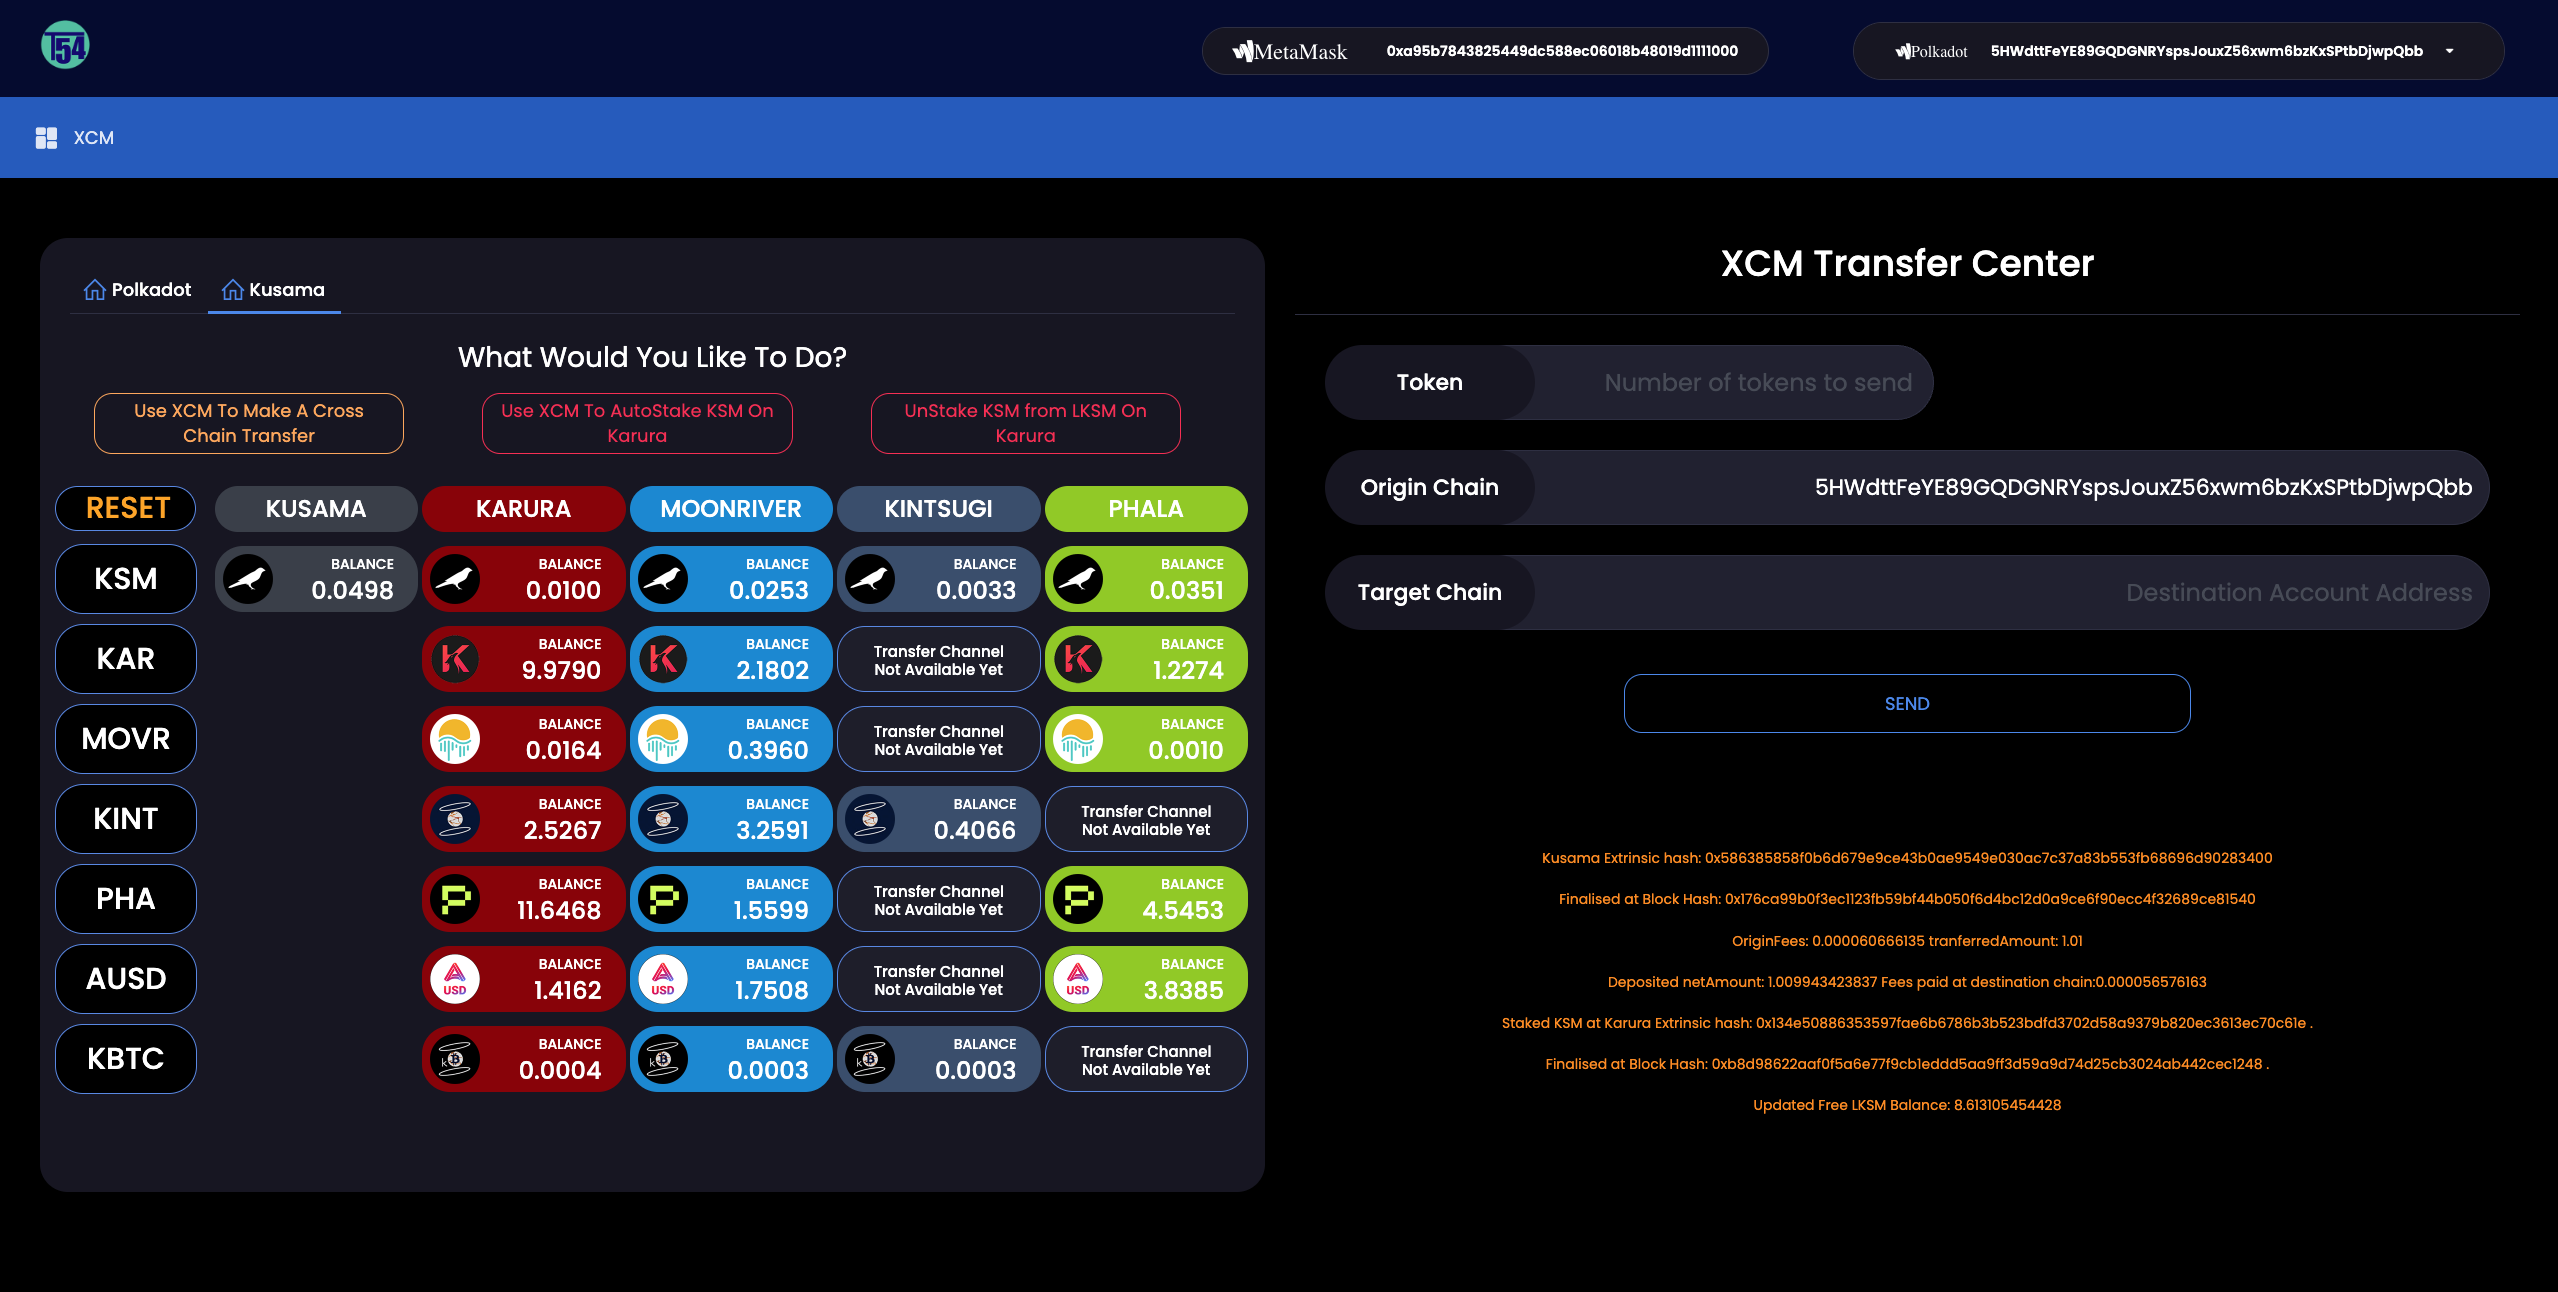 T54
MetaMask 0xa95b7843825449dc588ec06018b48019d1111000
Polkadot 5HWdttFeYE89GQDGNRYspsJouxZ56xwm6bzKxSPtbDjwpQbb
XCM
Polkadot Kusama
What Would You Like To Do?
Use XCM To Make A Cross
Chain Transfer
Use XCM To AutoStake KSM On
Karura
UnStake KSM from LKSM On
Karura
RESET KUSAMA KARURA MOONRIVER KINTSUGI PHALA
KSM
BALANCE BALANCE BALANCE BALANCE BALANCE
0.0498 0.0100 0.0253 0.0033 0.0351
KAR
BALANCE BALANCE Transfer Channel BALANCE
9.9790 2.1802 Not Available Yet 1.2274
MOVR
BALANCE BALANCE Transfer Channel BALANCE
0.0164 0.3960 Not Available Yet 0.0010
KINT
BALANCE BALANCE BALANCE Transfer Channel
2.5267 3.2591 0.4066 Not Available Yet
PHA
BALANCE BALANCE Transfer Channel BALANCE
11.6468 1.5599 Not Available Yet 4.5453
AUSD
USD BALANCE USD BALANCE Transfer Channel USD BALANCE
1.4162 1.7508 Not Available Yet 3.8385
KBTC
BALANCE BALANCE BALANCE Transfer Channel
0.0004 0.0003 0.0003 Not Available Yet
XCM Transfer Center
Token Number of tokens to send
Origin Chain 5HWdttFeYE89GQDGNRYspsJouxZ56xwm6bzKxSPtbDjwpQbb
Target Chain Destination Account Address
SEND
Kusama Extrinsic hash: 0x586385858f0b6d679e9ce43b0ae9549e030ac7c37a83b553fb68696d90283400
Finalised at Block Hash: 0x176ca99b0f3ec1123fb59bf44b050f6d4bc12d0a9ce6f90ecc4f32689ce81540
OriginFees: 0.000060666135 tranferredAmount: 1.01
Deposited netAmount: 1.009943423837 Fees paid at destination chain:0.000056576163
Staked KSM at Karura Extrinsic hash: 0x134e50886353597fae6b6786b3b523bdfd3702d58a9379b820ec3613ec70c61e .
Finalised at Block Hash: 0xb8d98622aaf0f5a6e77f9cb1eddd5aa9ff3d59a9d74d25cb3024ab442cec1248 .
Updated Free LKSM Balance: 8.613105454428